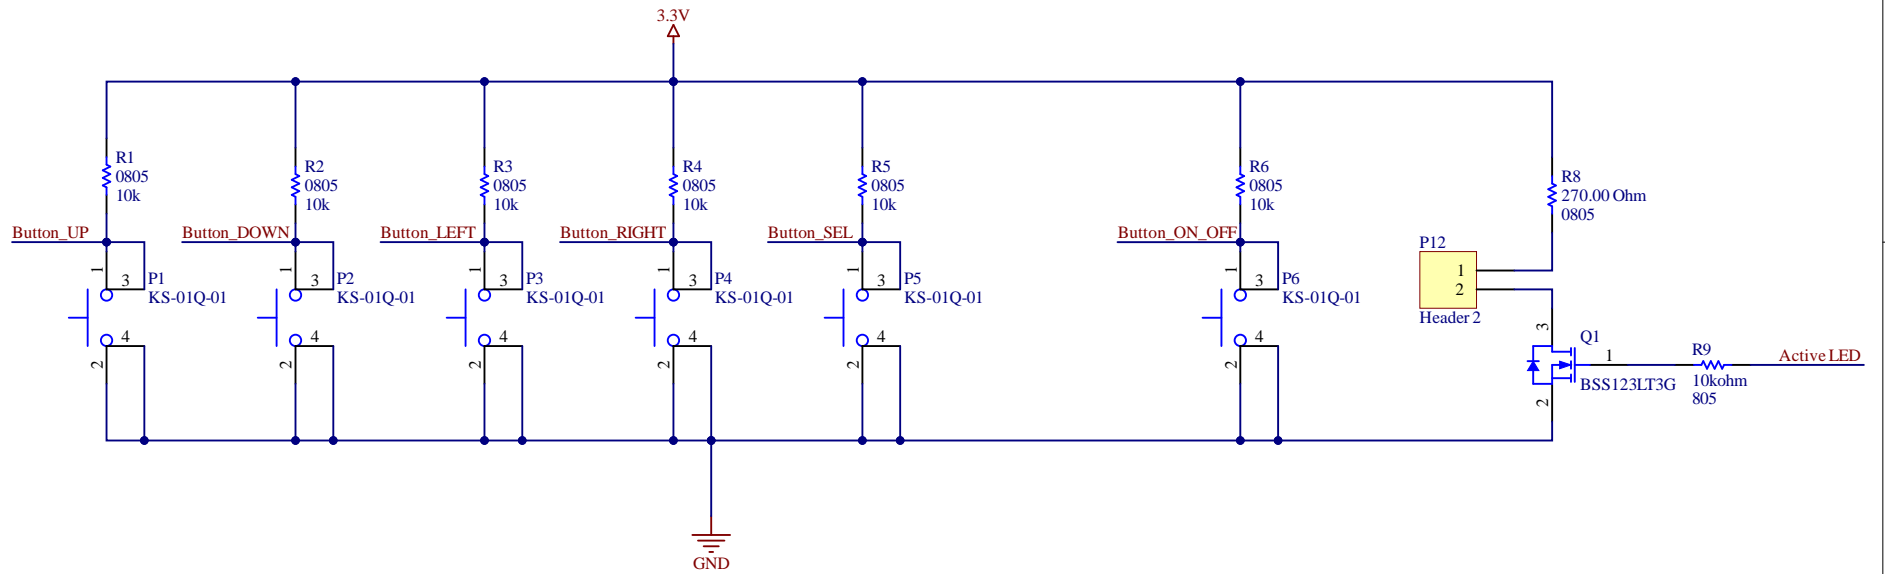 3.3V
R1
0805
10k
R2
0805
10k
R3
0805
10k
R4
0805
10k
R5
0805
10k
R6
0805
10k
R8
270.00 Ohm
0805
Button_UP
Button_DOWN
Button_LEFT
Button_RIGHT
Button_SEL
Button_ON_OFF
1
3
P1
KS-01Q-01
4
2
1
3
P2
KS-01Q-01
4
2
1
3
P3
KS-01Q-01
4
2
1
3
P4
KS-01Q-01
4
2
1
3
P5
KS-01Q-01
4
2
1
3
P6
KS-01Q-01
4
2
P12
1
2
Header 2
3
Q1
1
BSS123LT3G
2
R9
10kohm
805
Active LED
GND